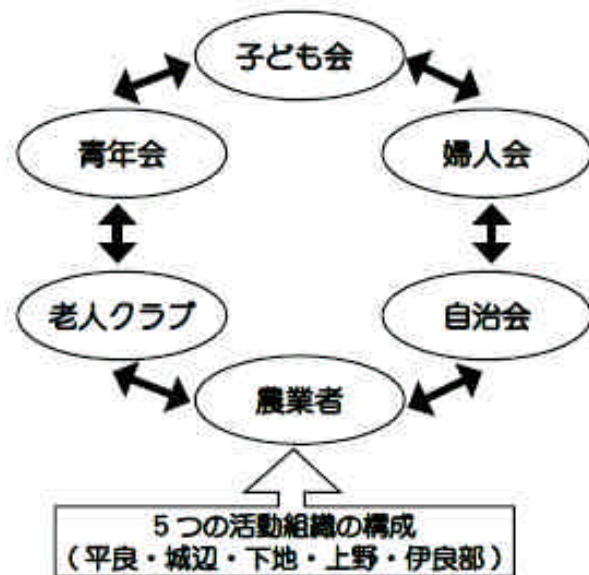 子ども会
青年会
婦人会
老人クラブ
自治会
農業者
5つの活動組織の構成
(平良・城辺・下地・上野・伊良部)